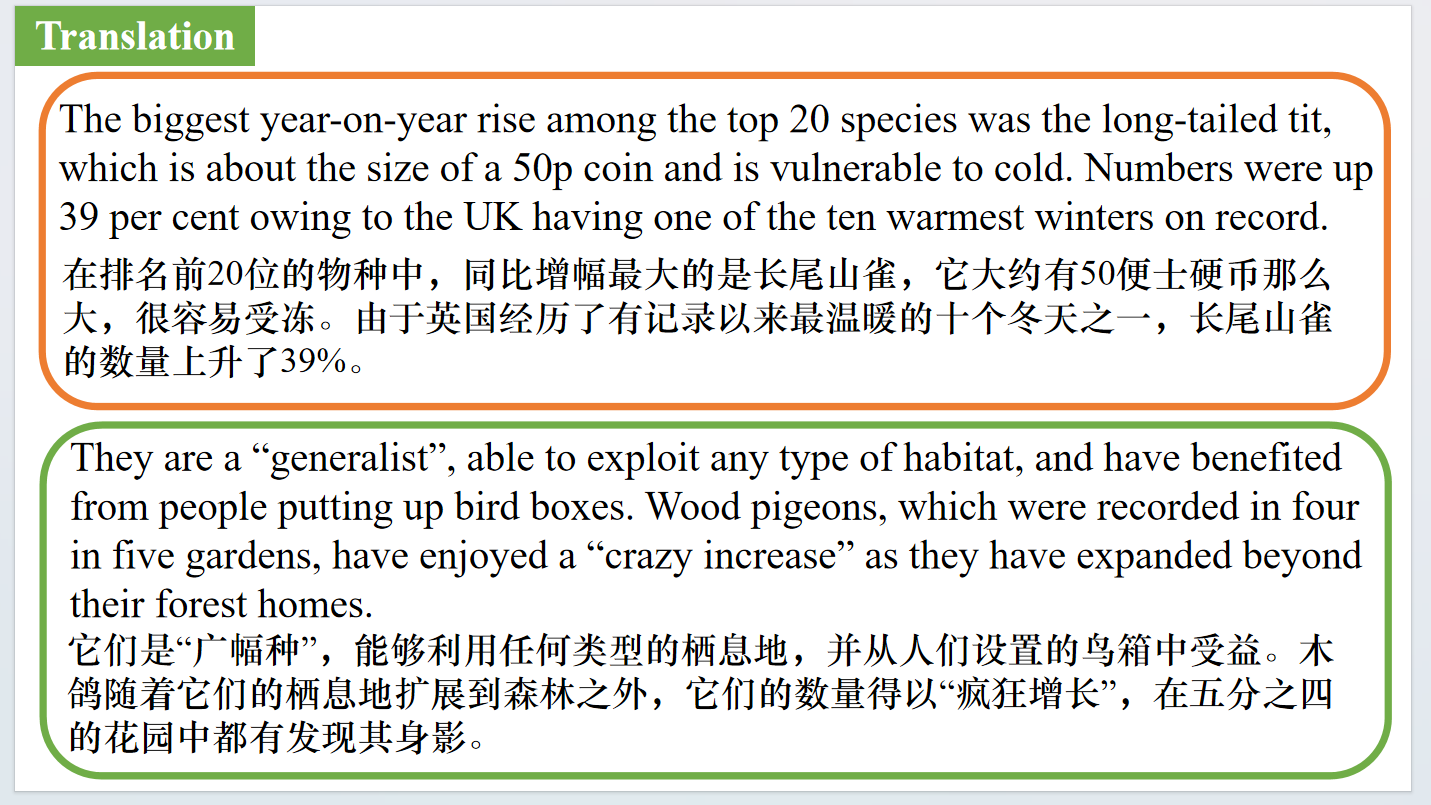 Translation
The biggest year-on-year rise among the top 20 species was the long-tailed tit,
which is about the size of a 50p coin and is vulnerable to cold. Numbers were up
39 per cent owing to the UK having one of the ten warmest winters on record.
在排名前20位的物种中，同比增幅最大的是长尾山雀，它大约有50便士硬币那么
大，很容易受冻。由于英国经历了有记录以来最温暖的十个冬天之一，长尾山雀
的数量上升了39%。
They are a “generalist”, able to exploit any type of habitat, and have benefited
from people putting up bird boxes. Wood pigeons, which were recorded in four
in five gardens, have enjoyed a “crazy increase” as they have expanded beyond
their forest homes.
它们是“广幅种”，能够利用任何类型的栖息地，并从人们设置的鸟箱中受益。木
鸽随着它们的栖息地扩展到森林之外，它们的数量得以“疯狂增长”，在五分之四
的花园中都有发现其身影。